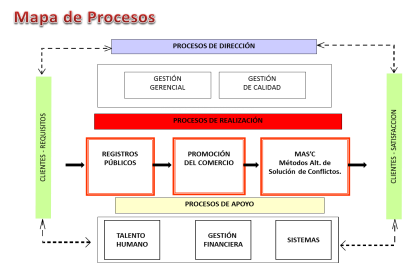 Mapa de Procesos
PROCESOS DE DIRECCIÓN
GESTIÓN
GERENCIAL
GESTIÓN
DE CALIDAD
CLIENTES - REQUISITOS
PROCESOS DE REALIZACIÓN
CLIENTES - SATISFACCION
REGISTROS
PÚBLICOS
PROMOCIÓN
DEL COMERCIO
MAS'C
Métodos Alt. de
Solución de Conflictos.
PROCESOS DE APOYO
TALENTO
HUMANO
GESTIÓN
FINANCIERA
SISTEMAS